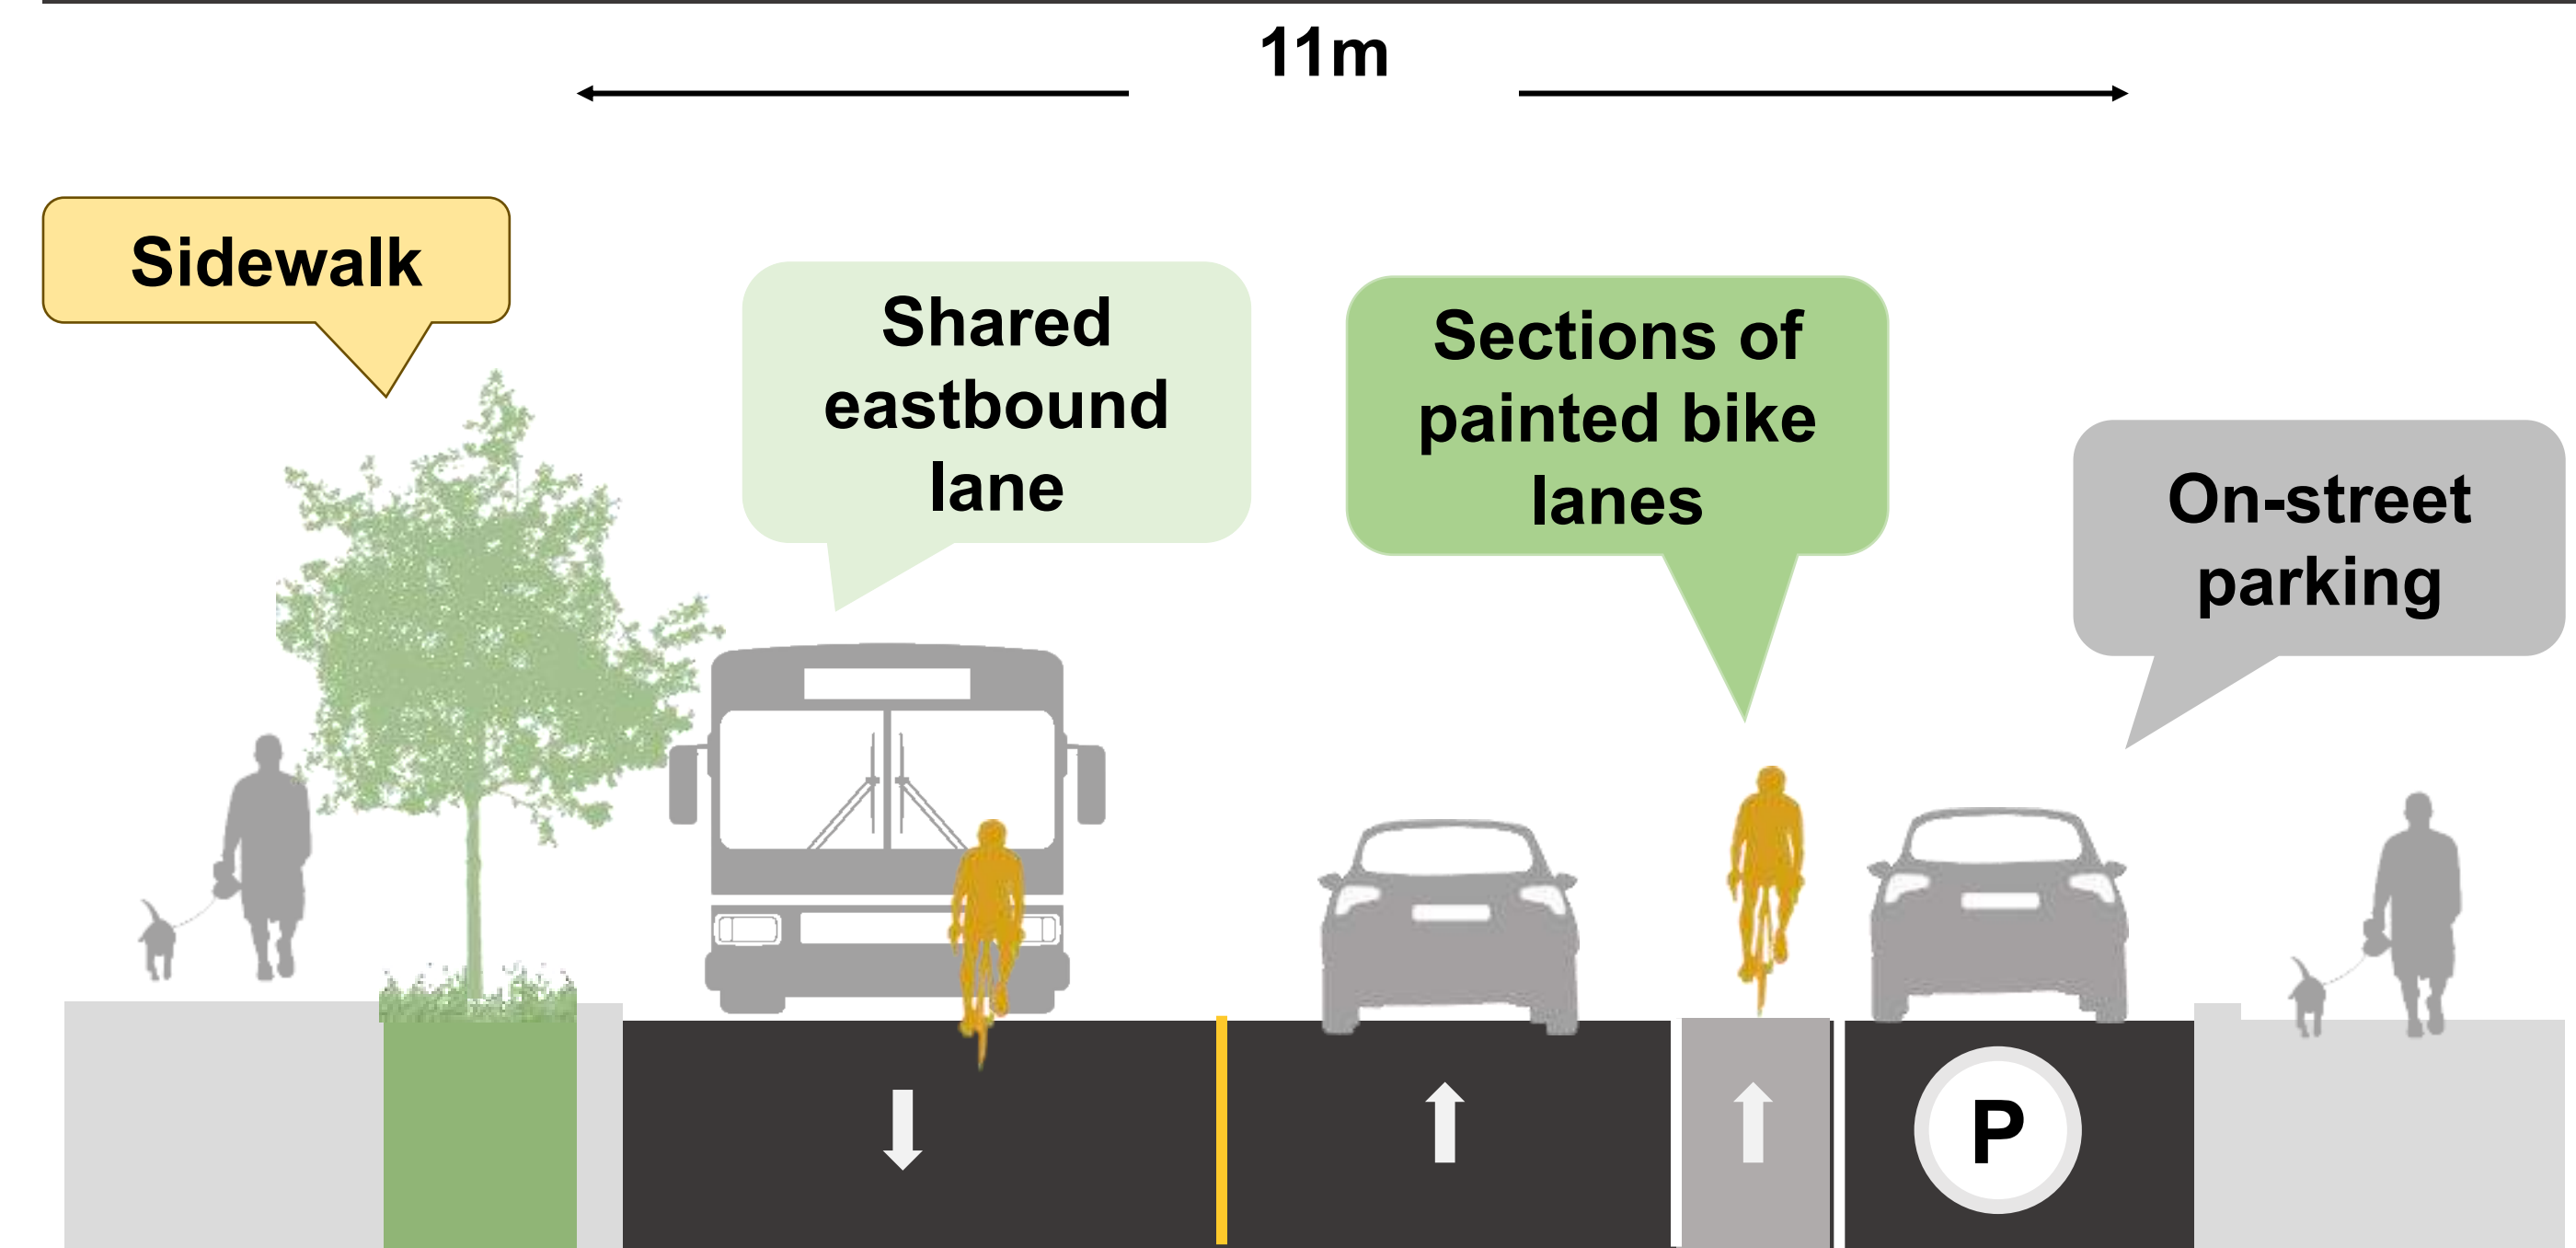 11m
Sidewalk
Shared
eastbound
lane
Sections of
painted bike
lanes
On-street
parking
P